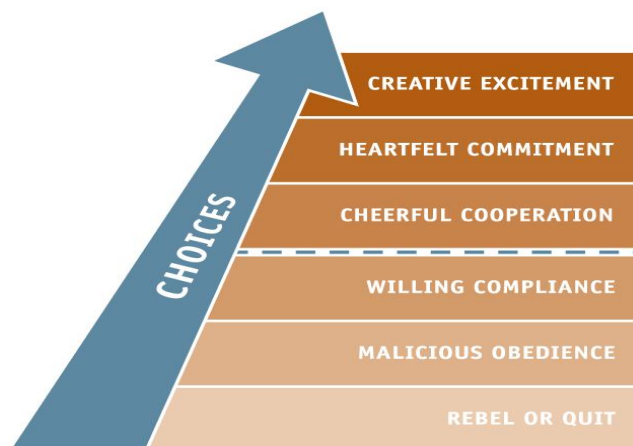 CREATIVE EXCITEMENT
HEARTFELT COMMITMENT
CHEERFUL COOPERATION
CHOICES
WILLING COMPLIANCE
MALICIOUS OBEDIENCE
REBEL OR QUIT